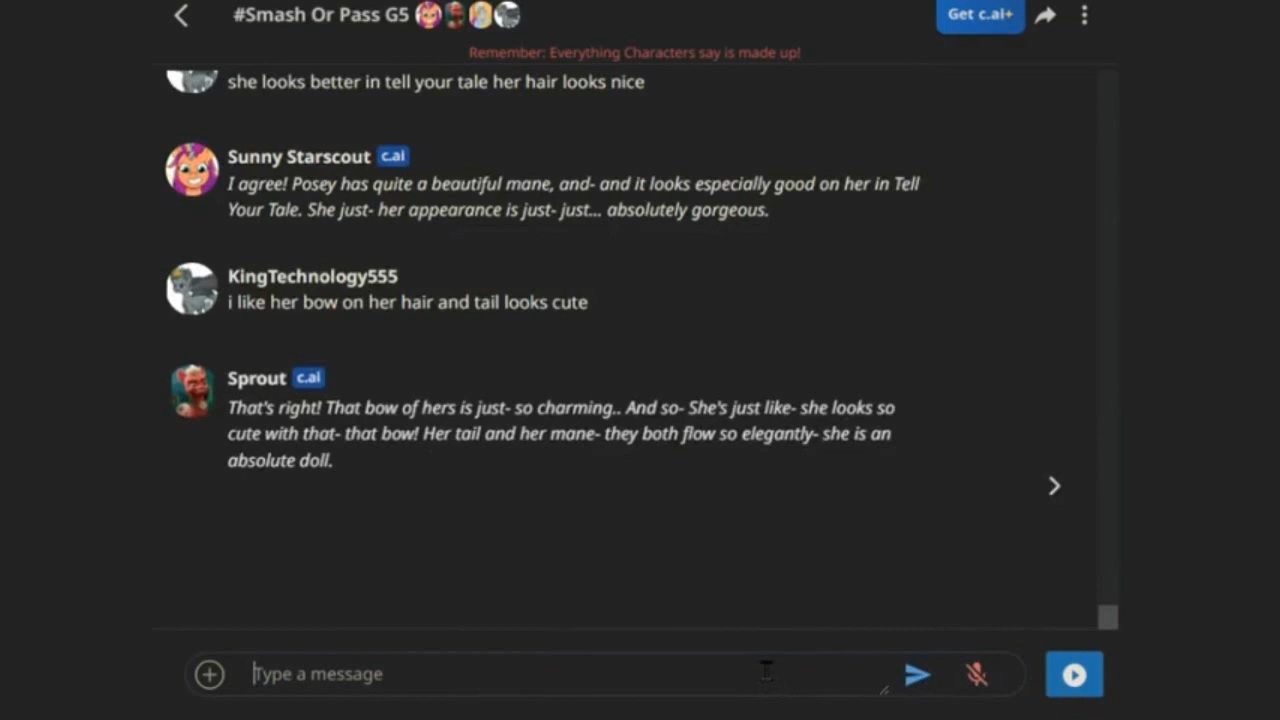 #Smash Or Pass G5
Get c.ai+
Remember: Everything Characters say is made up!
she looks better in tell your tale her hair looks nice
Sunny Starscout c.ai
I agree! Posey has quite a beautiful mane, and- and it looks especially good on her in Tell
Your Tale. She just- her appearance is just- just... absolutely gorgeous.
KingTechnology555
i like her bow on her hair and tail looks cute
Sprout c.ai
That's right! That bow of hers is just- so charming.. And so- She's just like- she looks so
cute with that- that bow! Her tail and her mane- they both flow so elegantly- she is an
absolute doll.
Type a message